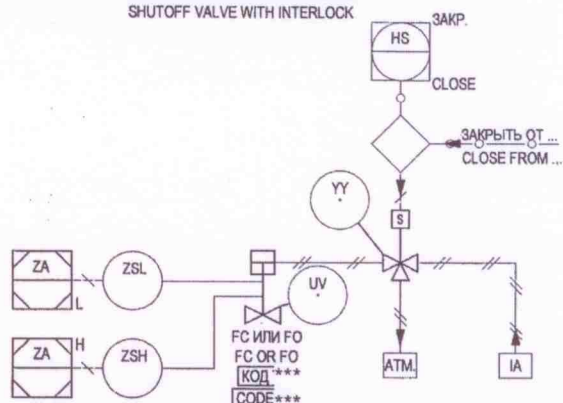 SHUTOFF VALVE WITH INTERLOCK
ЗАКР.
HS
CLOSE
ЗАКРЫТЬ ОТ ...
CLOSE FROM ...
YY
*
S
ZA
L
ZSL
UV
*
ZA
H
ZSH
FC ИЛИ FO
FC OR FO
КОД ***
CODE ***
ATM.
IA